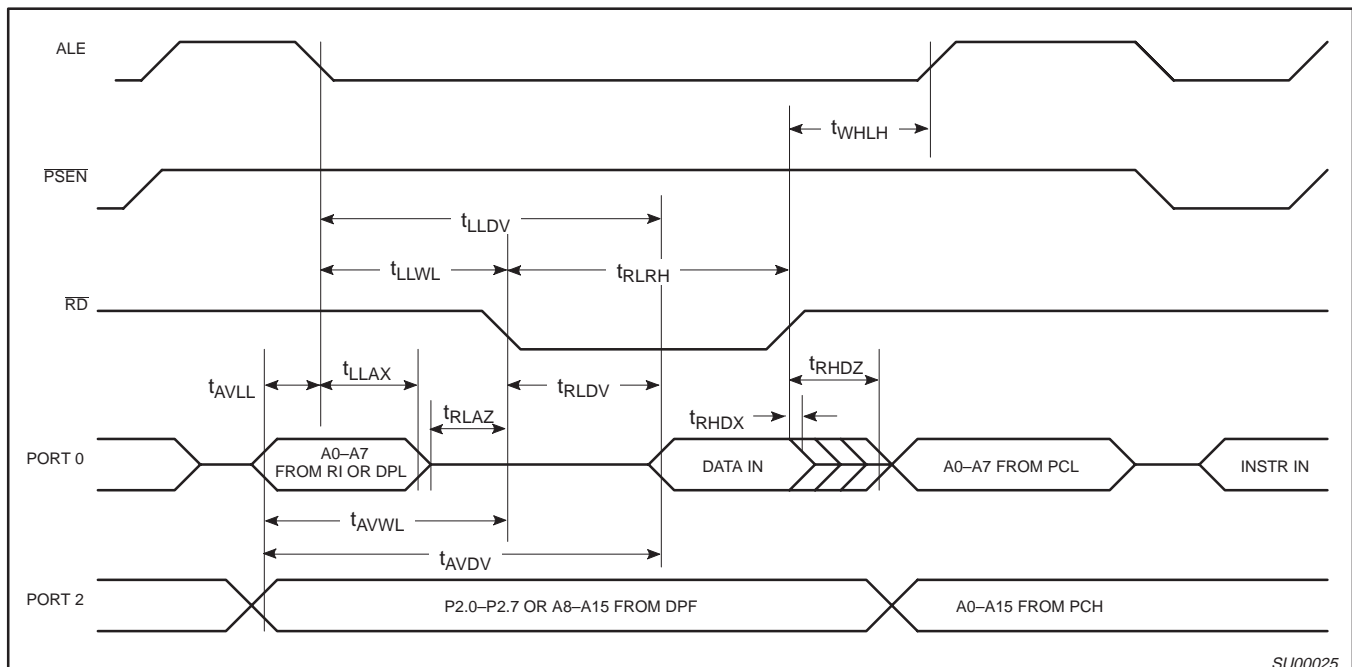 ALE
tWHLH
PSEN
tLLDV
tLLWL
tRLRH
RD
tAVLL
tLLAX
tRLDV
tRHDZ
tRLAZ
tRHDX
PORT 0
A0–A7
FROM RI OR DPL
DATA IN
A0–A7 FROM PCL
INSTR IN
tAVWL
tAVDV
PORT 2
P2.0–P2.7 OR A8–A15 FROM DPF
A0–A15 FROM PCH
SU00025